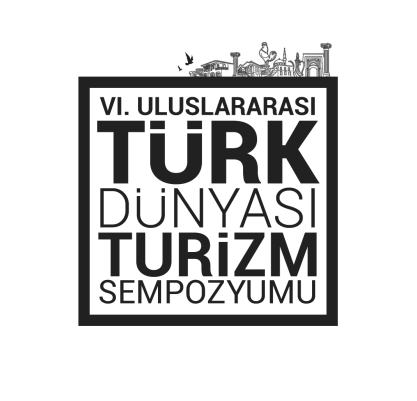 VI. ULUSLARARASI
TÜRK
DÜNYASI
TURİZM
SEMPOZYUMU